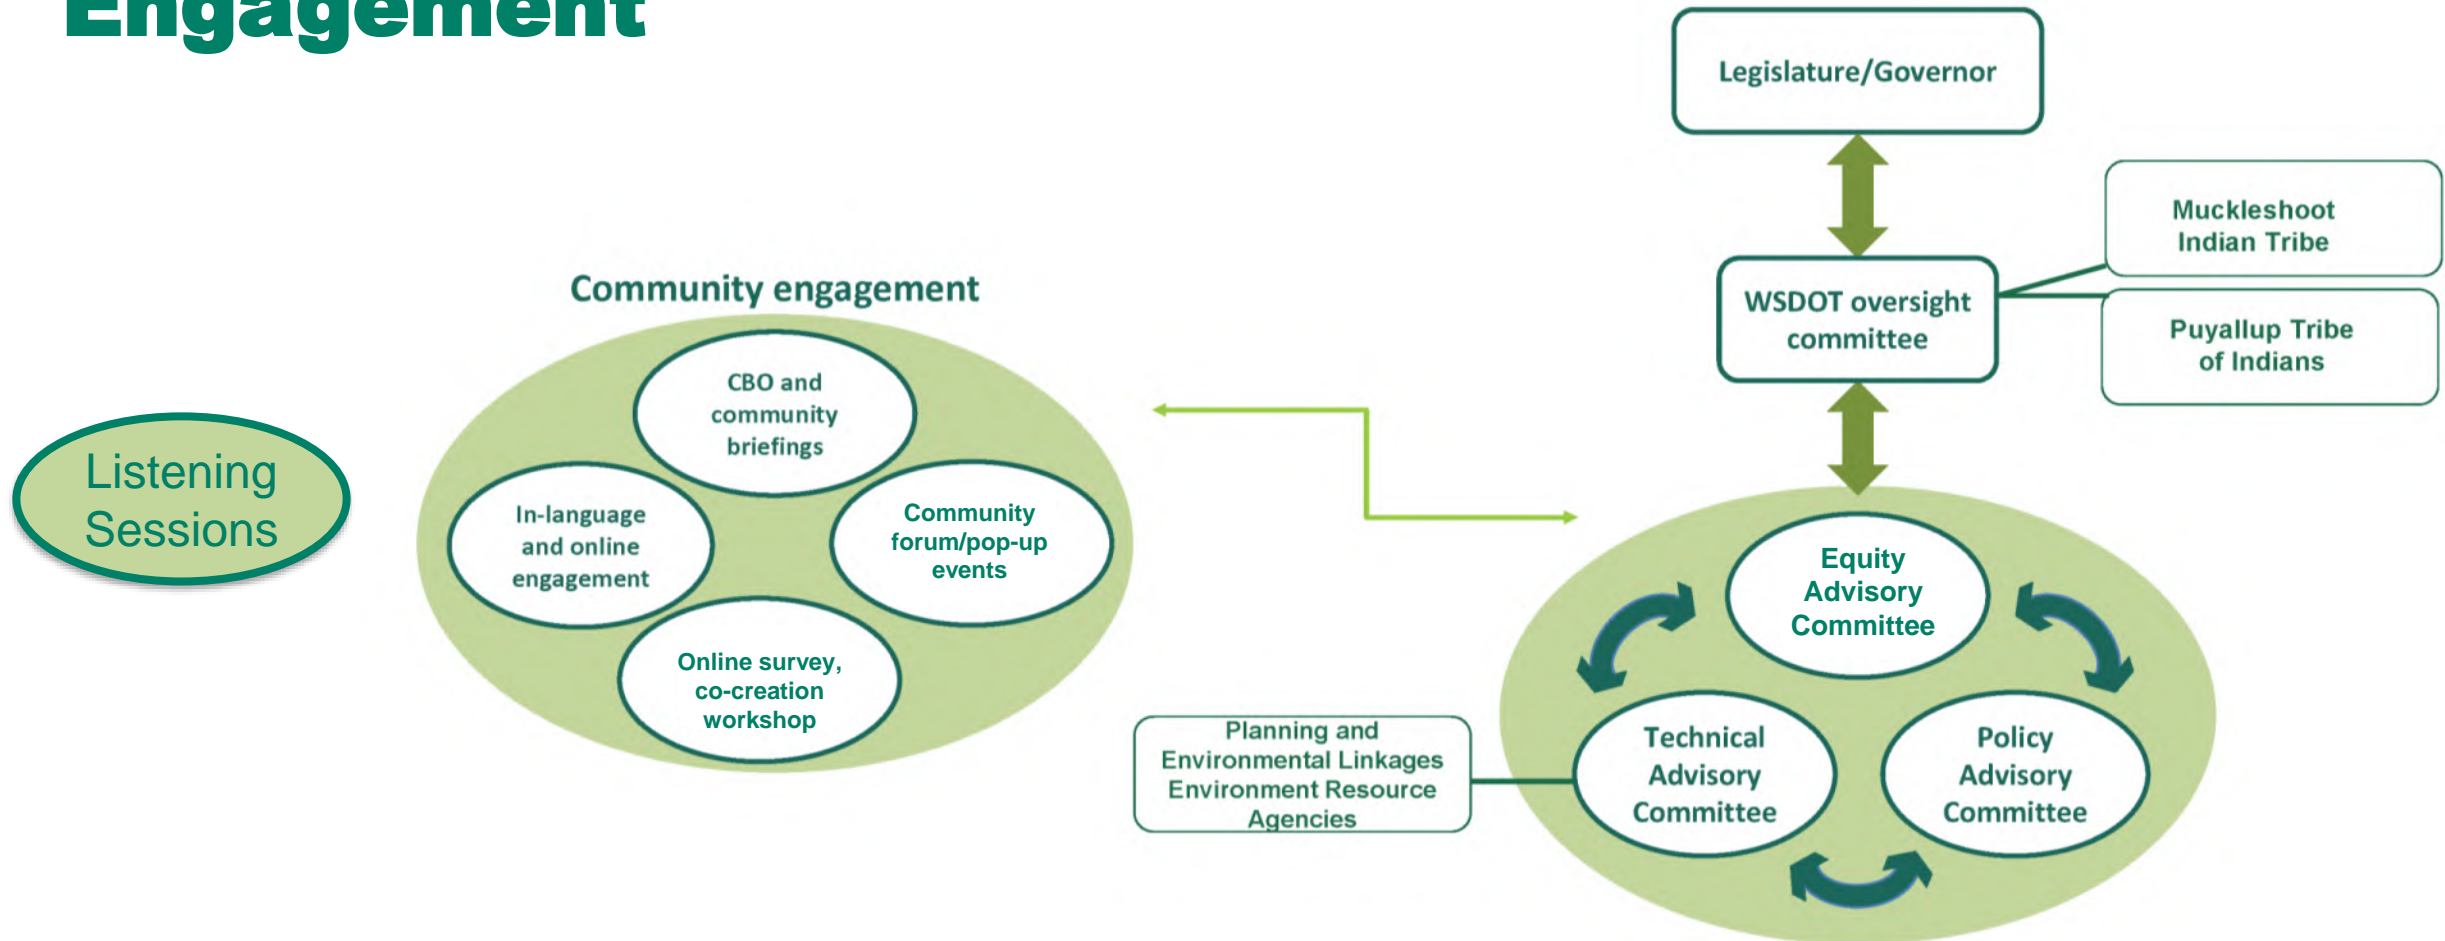 Engagement
Legislature/Governor
Muckleshoot
Indian Tribe
WSDOT oversight
committee
Puyallup Tribe
of Indians
Community engagement
CBO and
community
briefings
Listening
Sessions
In-language
and online
engagement
Community
forum/pop-up
events
Online survey,
co-creation
workshop
Equity
Advisory
Committee
Planning and
Environmental Linkages
Environment Resource
Agencies
Technical
Advisory
Committee
Policy
Advisory
Committee